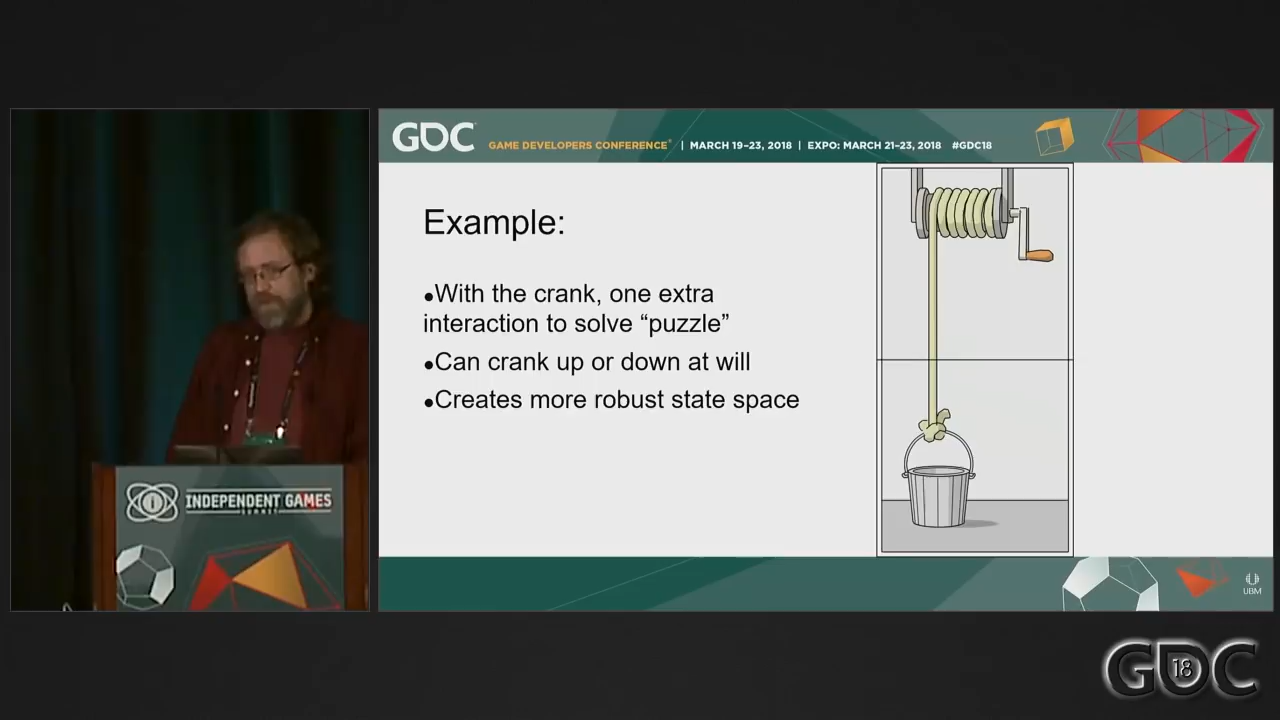 GDC GAME DEVELOPERS CONFERENCE® | MARCH 19–23, 2018 | EXPO: MARCH 21–23, 2018 #GDC18
Example:
•With the crank, one extra
interaction to solve “puzzle”
•Can crank up or down at will
•Creates more robust state space
i INDEPENDENT GAMES
SUMMIT
UBM
GDC 18